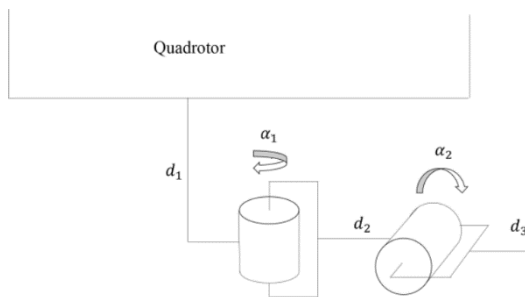 Quadrotor
α₁
α₂
d₁
d₂
d₃